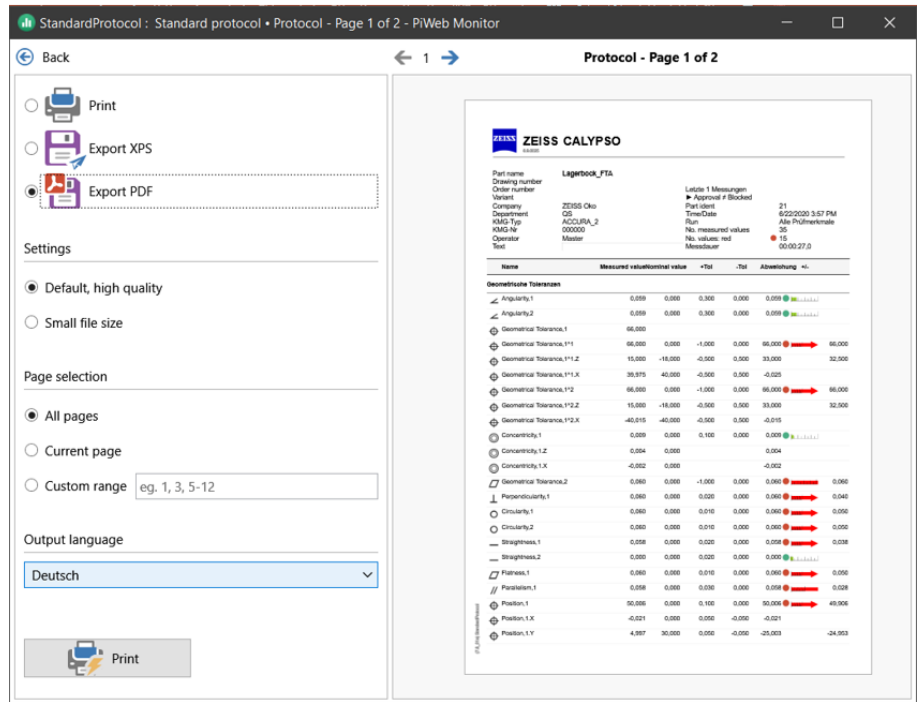 StandardProtocol : Standard protocol • Protocol - Page 1 of 2 - PiWeb Monitor
Back
1
Protocol - Page 1 of 2
Print
Export XPS
Export PDF
Settings
Default, high quality
Small file size
Page selection
All pages
Current page
Custom range eg. 1, 3, 5-12
Output language
Deutsch
Print
ZEISS ZEISS CALYPSO
Part name Lagerbock_FTA
Drawing number
Order number Letzte 1 Messungen
Variant ► Approval ≠ Blocked
Company ZEISS Oko Part ident 21
Department QS Time/Date 6/22/2020 3:57 PM
KMG-Typ ACCURA_2 Run Alle Prüfmerkmale
KMG-Nr 000000 No. measured values 35
Operator Master No. values: red 15
Text Messdauer 00:00:27,0
Name Measured value Nominal value +Tol -Tol Abweichung +/-
Geometrische Toleranzen
Angularity,1 0,059 0,000 0,300 0,000 0,059
Angularity,2 0,059 0,000 0,300 0,000 0,059
Geometrical Tolerance,1 66,000
Geometrical Tolerance,1*1 66,000 0,000 -1,000 0,000 66,000 66,000
Geometrical Tolerance,1*1.Z 15,000 -18,000 -0,500 0,500 33,000 32,500
Geometrical Tolerance,1*1.X 39,975 40,000 -0,500 0,500 -0,025
Geometrical Tolerance,1*2 66,000 0,000 -1,000 0,000 66,000 66,000
Geometrical Tolerance,1*2.Z 15,000 -18,000 -0,500 0,500 33,000 32,500
Geometrical Tolerance,1*2.X -40,015 -40,000 -0,500 0,500 -0,015
Concentricity,1 0,009 0,000 0,100 0,000 0,009
Concentricity,1.Z 0,004 0,000 0,004
Concentricity,1.X -0,002 0,000 -0,002
Geometrical Tolerance,2 0,060 0,000 -1,000 0,000 0,060 0,060
Perpendicularity,1 0,060 0,000 0,020 0,000 0,060 0,040
Circularity,1 0,060 0,000 0,010 0,000 0,060 0,050
Circularity,2 0,060 0,000 0,010 0,000 0,060 0,050
Straightness,1 0,058 0,000 0,020 0,000 0,058 0,038
Straightness,2 0,000 0,000 0,020 0,000 0,000
Flatness,1 0,060 0,000 0,010 0,000 0,060 0,050
Parallelism,1 0,058 0,000 0,030 0,000 0,058 0,028
Position,1 50,006 0,000 0,100 0,000 50,006 49,906
Position,1.X -0,021 0,000 0,050 -0,050 -0,021
Position,1.Y 4,997 30,000 0,050 -0,050 -25,003 -24,953